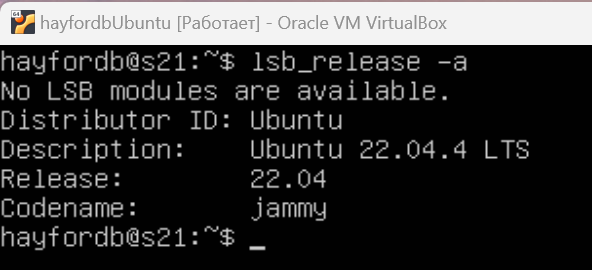 hayfordbUbuntu [Работает] - Oracle VM VirtualBox
hayfordb@s21:~$ lsb_release -a
No LSB modules are available.
Distributor ID: Ubuntu
Description:    Ubuntu 22.04.4 LTS
Release:        22.04
Codename:       jammy
hayfordb@s21:~$ _